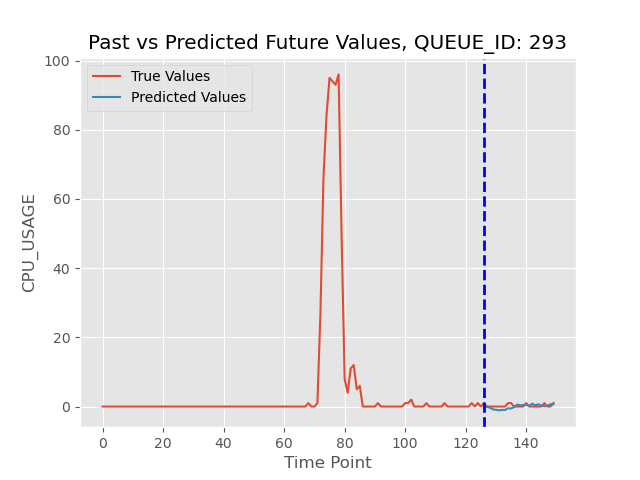 Past vs Predicted Future Values, QUEUE_ID: 293
True Values
Predicted Values
CPU_USAGE
100
80
60
40
20
0
0 20 40 60 80 100 120 140
Time Point